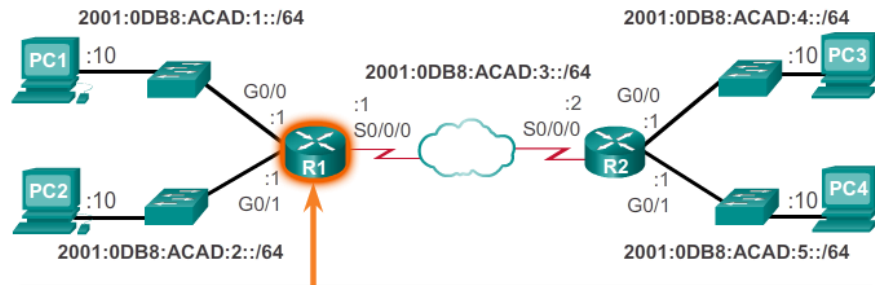 2001:0DB8:ACAD:1::/64
2001:0DB8:ACAD:4::/64
PC1
:10
:10
PC3
2001:0DB8:ACAD:3::/64
G0/0
:1
:1
S0/0/0
:2
S0/0/0
G0/0
:1
R1
R2
PC2
:10
:1
G0/1
:1
G0/1
:10
PC4
2001:0DB8:ACAD:2::/64
2001:0DB8:ACAD:5::/64